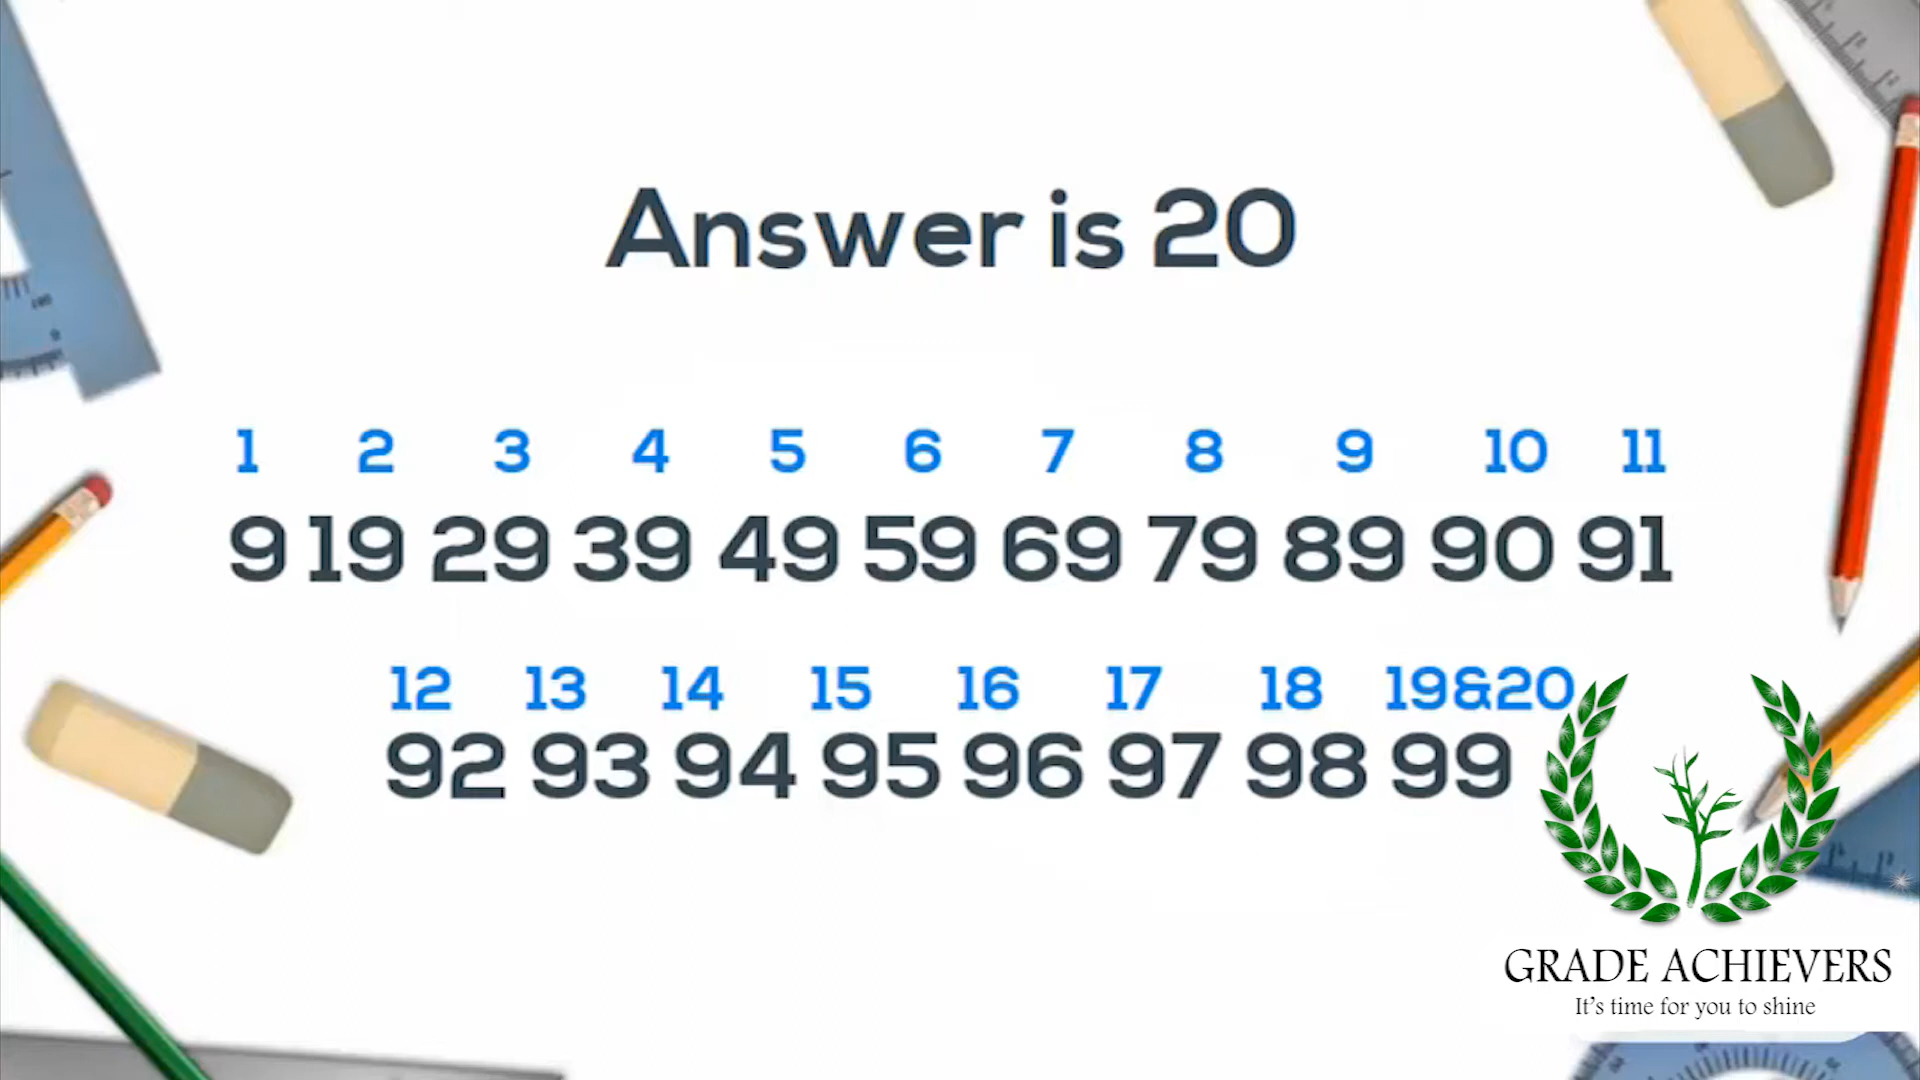 Answer is 20
1 2 3 4 5 6 7 8 9 10 11
9 19 29 39 49 59 69 79 89 90 91
12 13 14 15 16 17 18 19&20
92 93 94 95 96 97 98 99
GRADE ACHIEVERS
It's time for you to shine